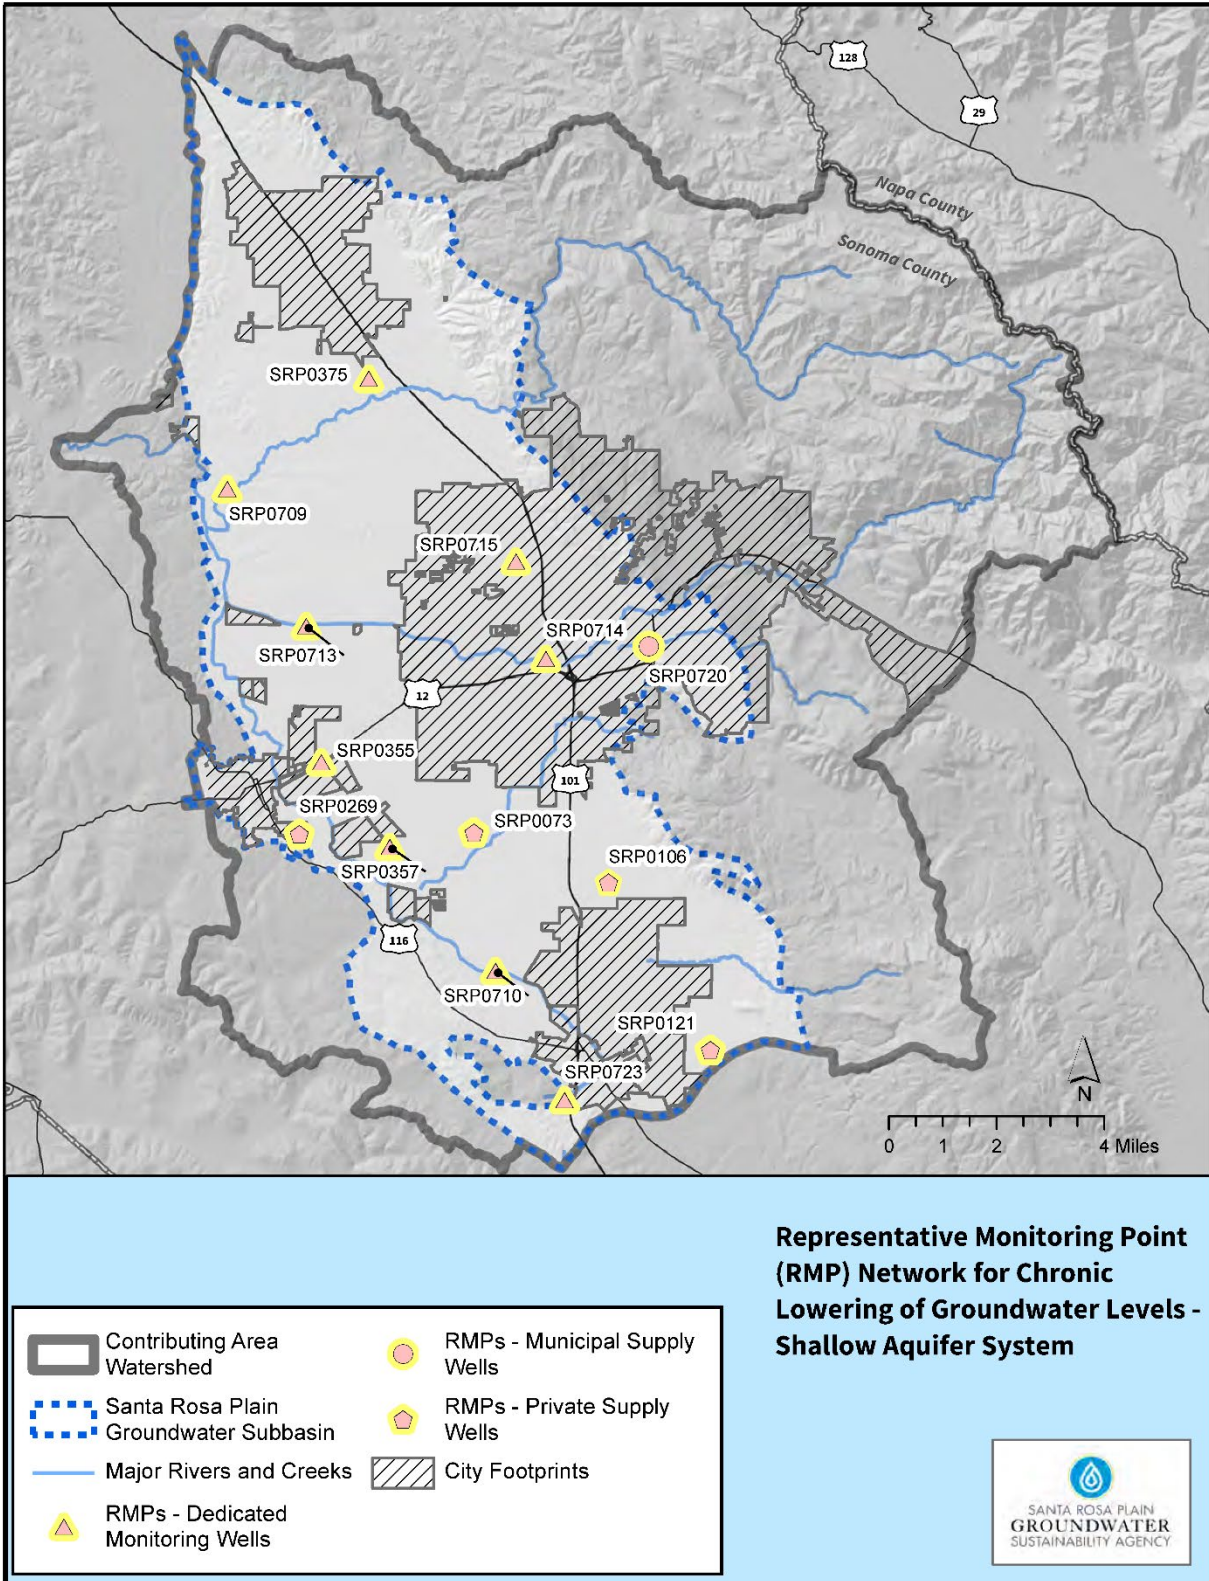 128
29
Napa County
Sonoma County
SRP0375
SRP0709
SRP0715
SRP0714
SRP0713
SRP0720
12
SRP0355
101
SRP0269
SRP0073
SRP0357
SRP0106
116
SRP0710
SRP0121
SRP0723
N
0 1 2 4 Miles
Representative Monitoring Point
(RMP) Network for Chronic
Lowering of Groundwater Levels -
Shallow Aquifer System
Contributing Area
Watershed
Santa Rosa Plain
Groundwater Subbasin
Major Rivers and Creeks
RMPs - Dedicated
Monitoring Wells
RMPs - Municipal Supply
Wells
RMPs - Private Supply
Wells
City Footprints
SANTA ROSA PLAIN
GROUNDWATER
SUSTAINABILITY AGENCY